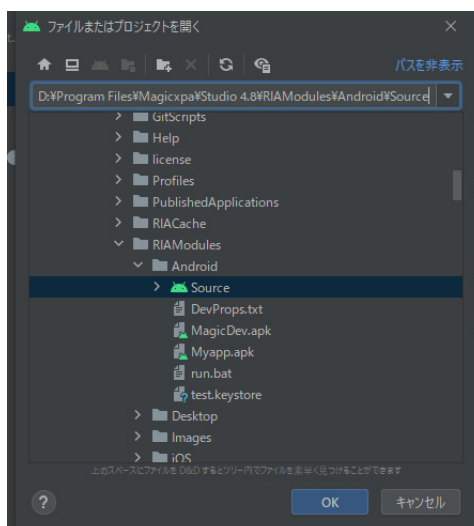 ファイルまたはプロジェクトを開く
パスを非表示
D:¥Program Files¥Magicxpa¥Studio 4.8¥RIAModules¥Android¥Source
GitScripts
Help
license
Profiles
PublishedApplications
RIACache
RIAModules
Android
Source
DevProps.txt
MagicDev.apk
Myapp.apk
run.bat
test.keystore
Desktop
Images
iOS
上のスペースにファイルを D&D するとツリー内でファイルを素早く見つけることができます
?
OK
キャンセル